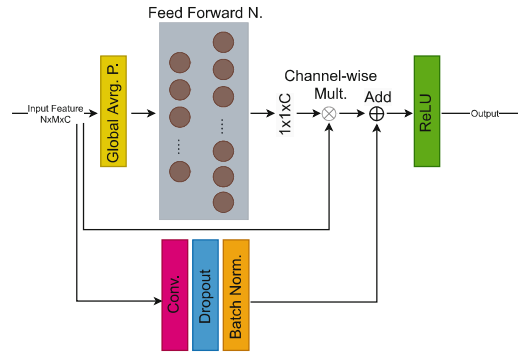 Feed Forward N.
Input Feature
NxMxC
Global Avrg. P.
1x1xC
Channel-wise
Mult.
Add
ReLU
Output
Conv.
Dropout
Batch Norm.